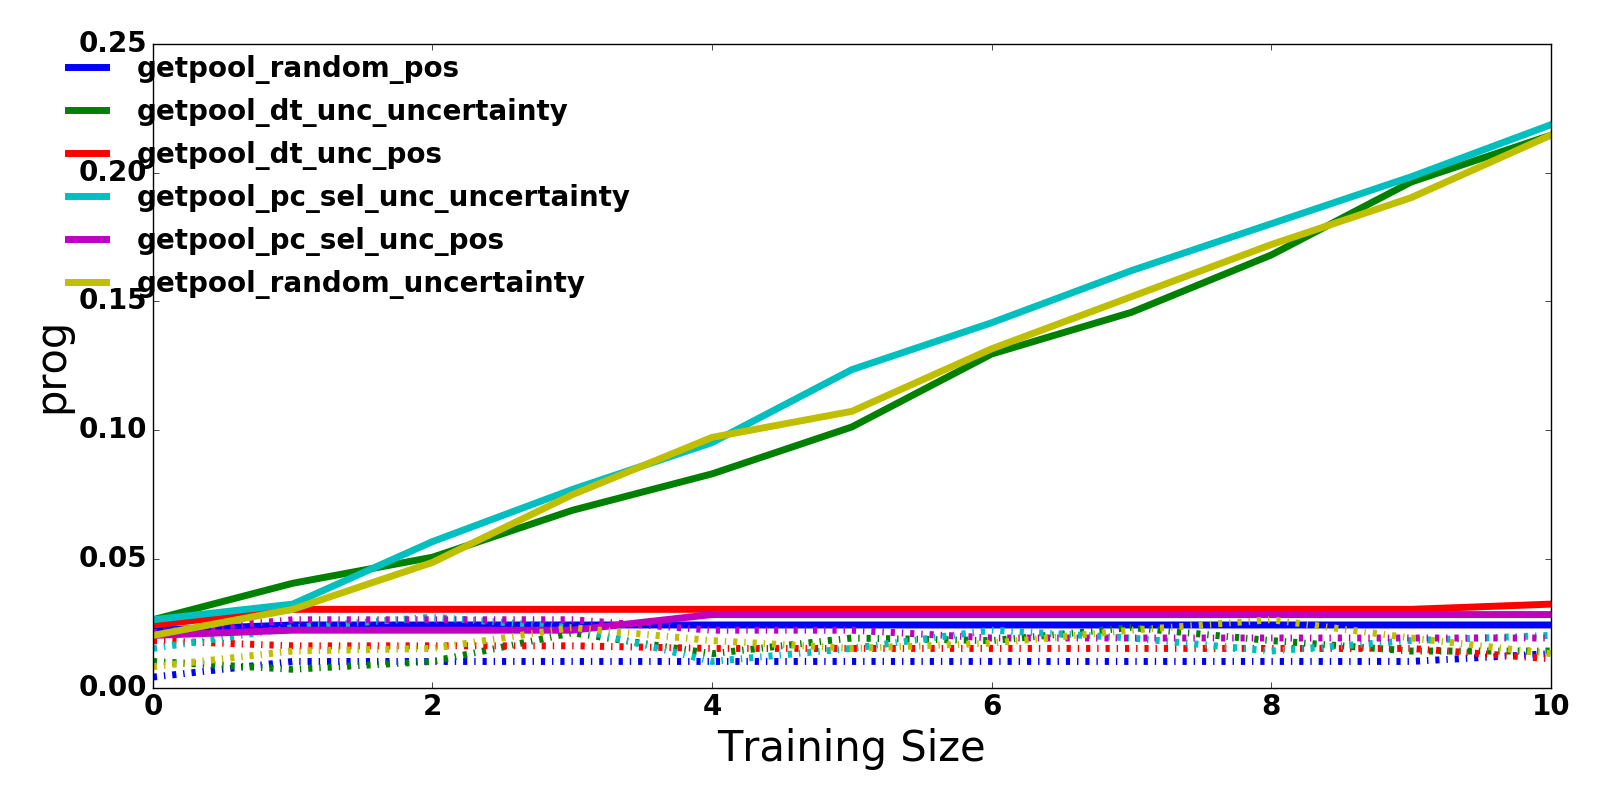 0.25
getpool_random_pos
getpool_dt_unc_uncertainty
getpool_dt_unc_pos
0.20
getpool_pc_sel_unc_uncertainty
getpool_pc_sel_unc_pos
getpool_random_uncertainty
0.15
prog
0.10
0.05
0.00
0 2 4 6 8 10
Training Size